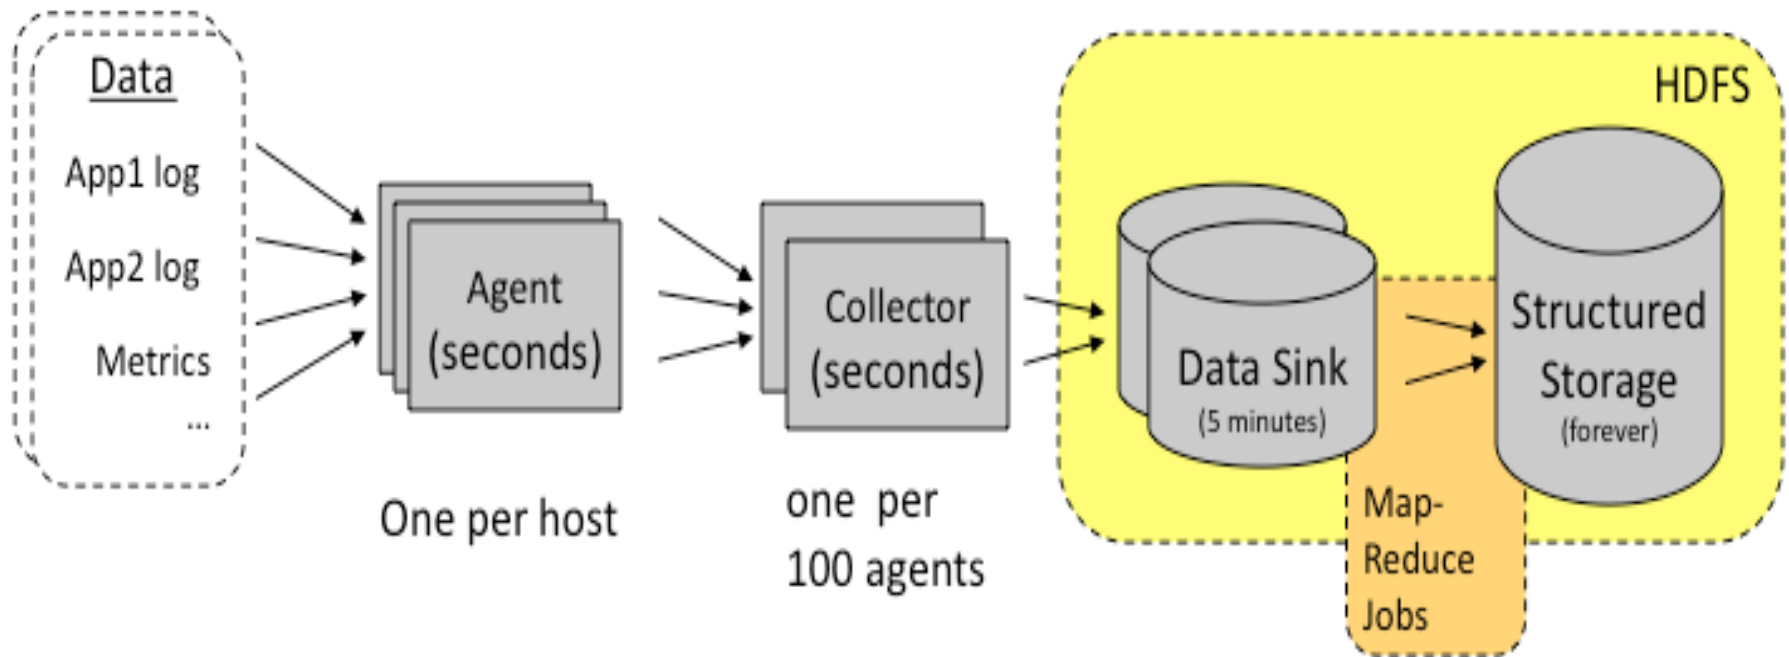 Data
App1 log
App2 log
Metrics
...
Agent
(seconds)
One per host
Collector
(seconds)
one per
100 agents
HDFS
Data Sink
(5 minutes)
Structured
Storage
(forever)
Map-
Reduce
Jobs